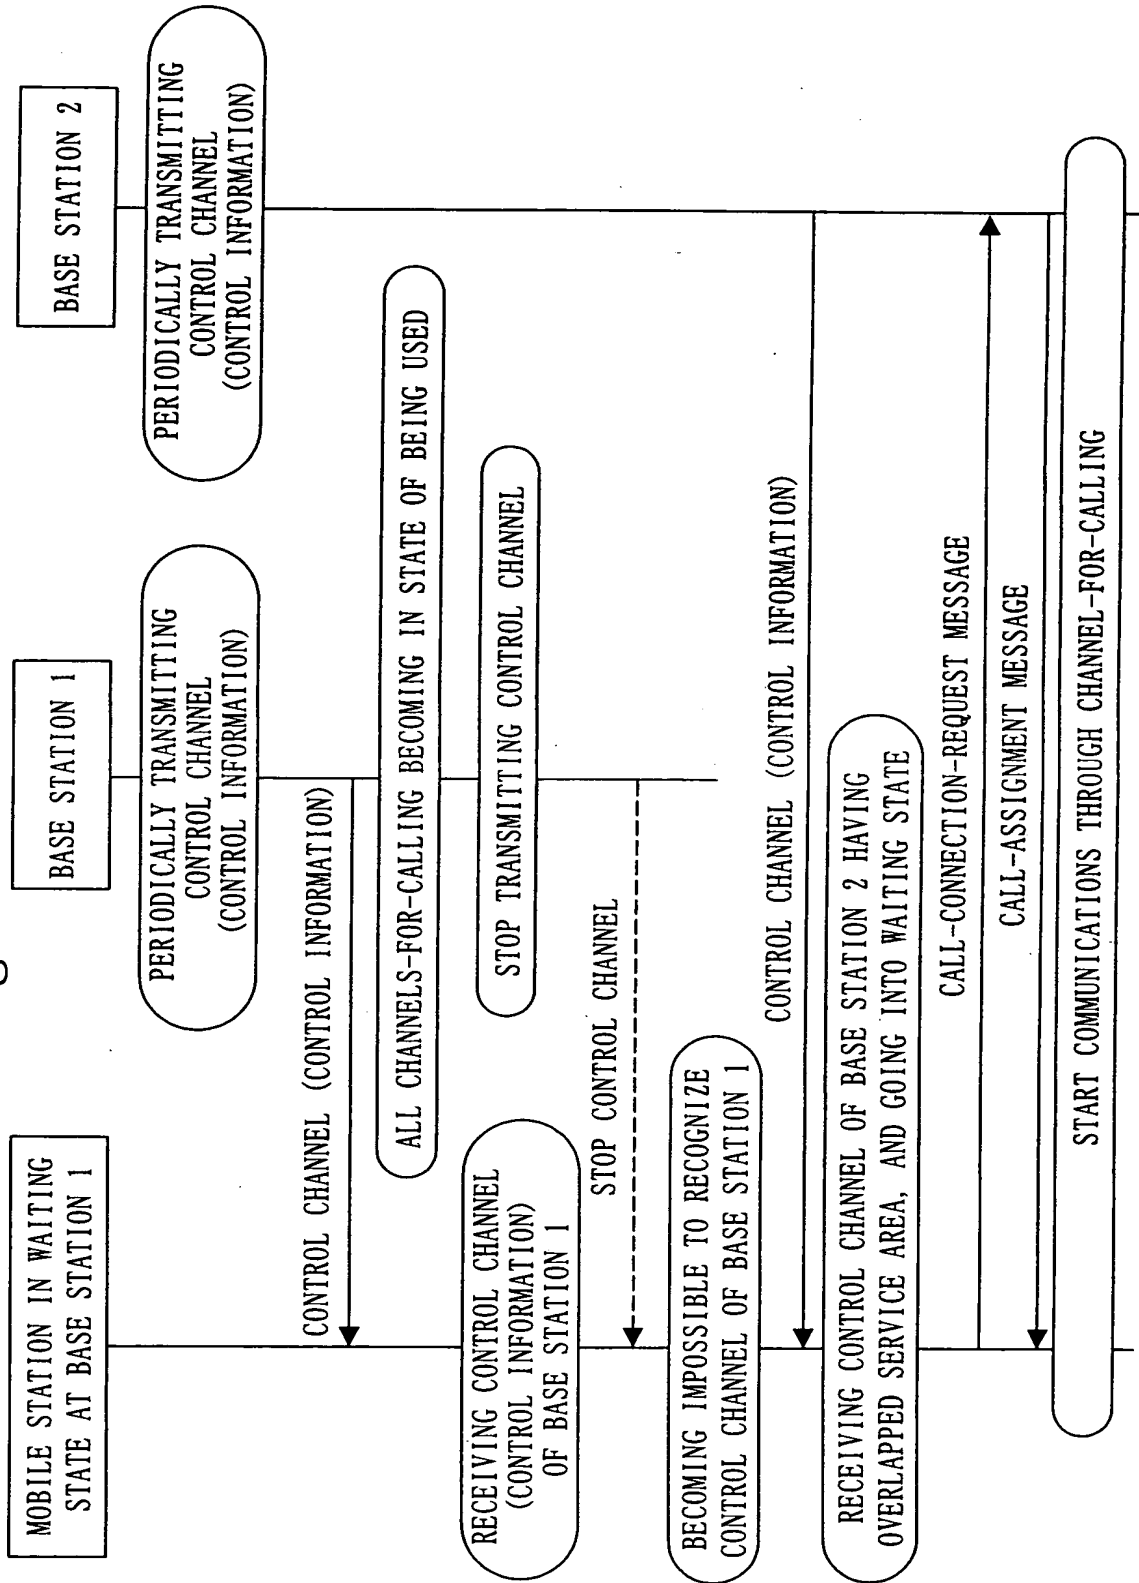 MOBILE STATION IN WAITING
STATE AT BASE STATION 1
BASE STATION 1
BASE STATION 2
PERIODICALLY TRANSMITTING
CONTROL CHANNEL
(CONTROL INFORMATION)
PERIODICALLY TRANSMITTING
CONTROL CHANNEL
(CONTROL INFORMATION)
CONTROL CHANNEL (CONTROL INFORMATION)
ALL CHANNELS-FOR-CALLING BECOMING IN STATE OF BEING USED
RECEIVING CONTROL CHANNEL
(CONTROL INFORMATION)
OF BASE STATION 1
STOP TRANSMITTING CONTROL CHANNEL
STOP CONTROL CHANNEL
BECOMING IMPOSSIBLE TO RECOGNIZE
CONTROL CHANNEL OF BASE STATION 1
CONTROL CHANNEL (CONTROL INFORMATION)
RECEIVING CONTROL CHANNEL OF BASE STATION 2 HAVING
OVERLAPPED SERVICE AREA, AND GOING INTO WAITING STATE
CALL-CONNECTION-REQUEST MESSAGE
CALL-ASSIGNMENT MESSAGE
START COMMUNICATIONS THROUGH CHANNEL-FOR-CALLING